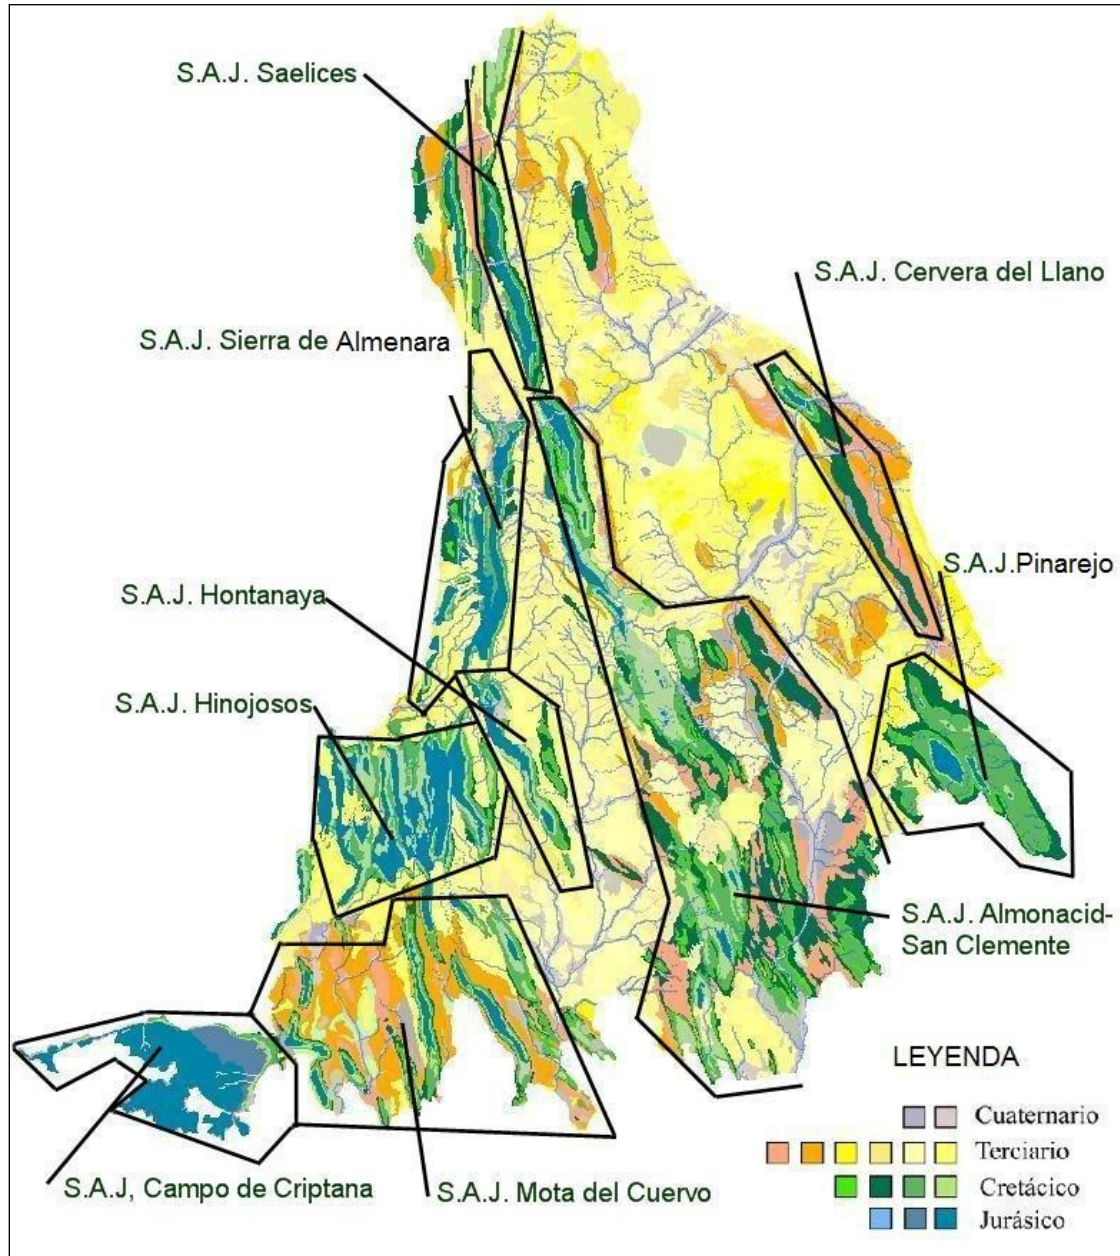 S.A.J. Saelices
S.A.J. Cervera del Llano
S.A.J. Sierra de Almenara
S.A.J.Pinarejo
S.A.J. Hontanaya
S.A.J. Hinojosos
S.A.J. Almonacid-
San Clemente
LEYENDA
Cuaternario
Terciario
Cretácico
Jurásico
S.A.J, Campo de Criptana
S.A.J. Mota del Cuervo